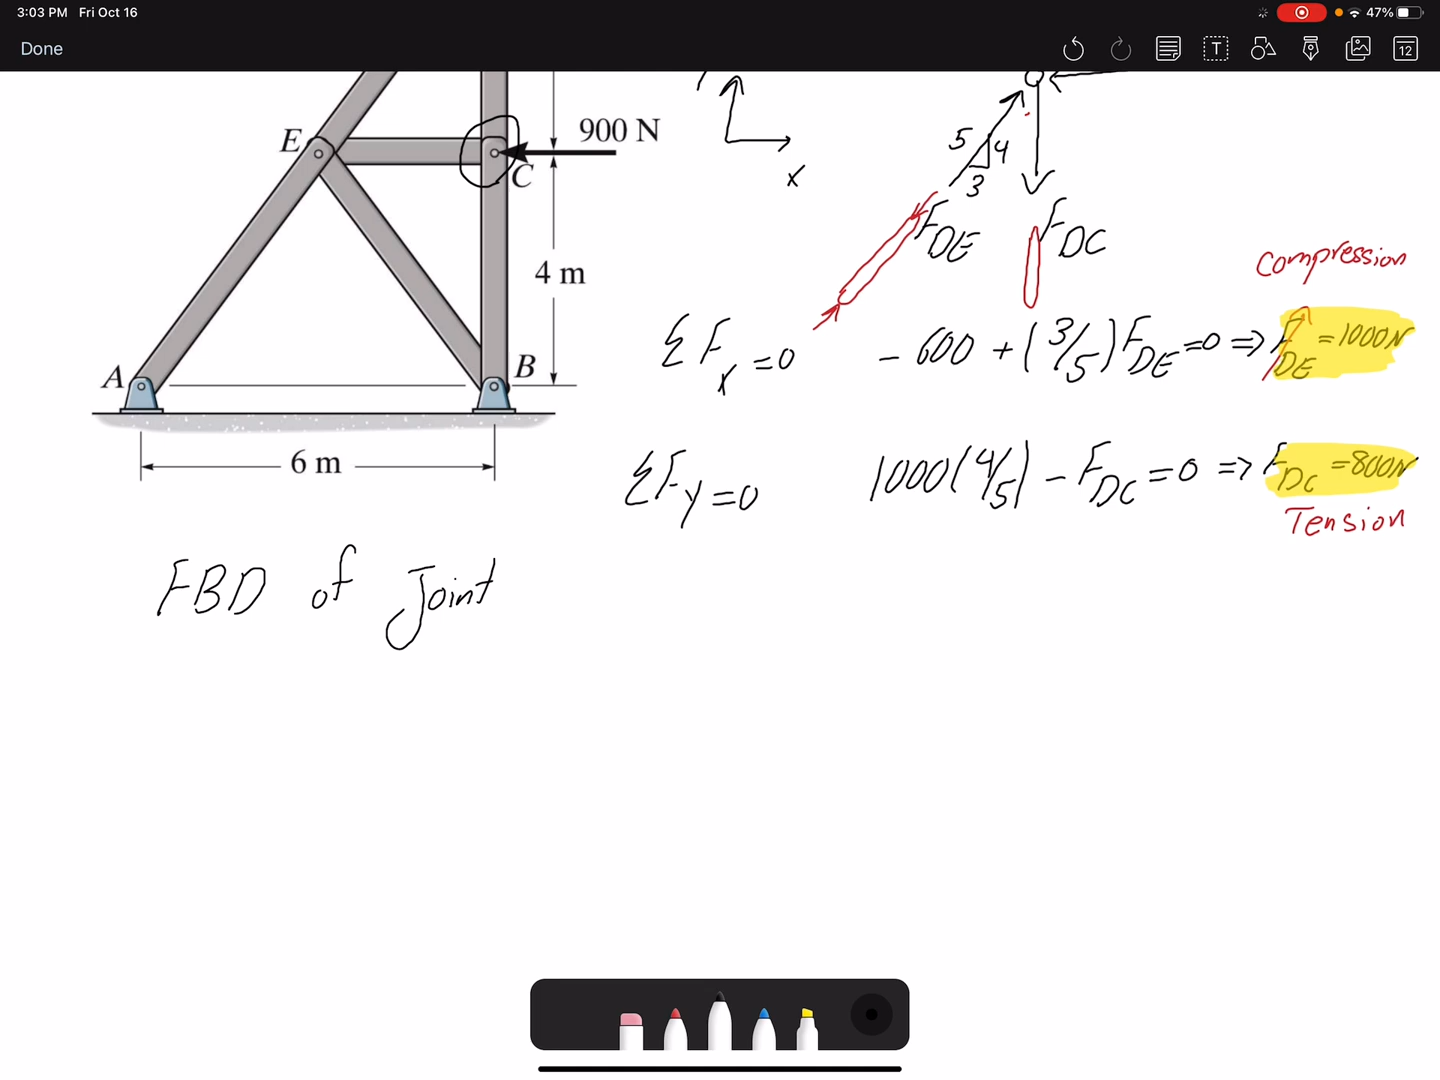 3:03 PM Fri Oct 16
47%
Done
T
12
E
900 N
C
4 m
A
B
6 m
x
5
4
3
F_DE
F_DC
Compression
ΣF_x=0
-600 + (3/5)F_DE=0 ⇒ F_DE =1000N
ΣF_y=0
1000(4/5) - F_DC=0 ⇒ F_DC =800N
Tension
FBD of Joint